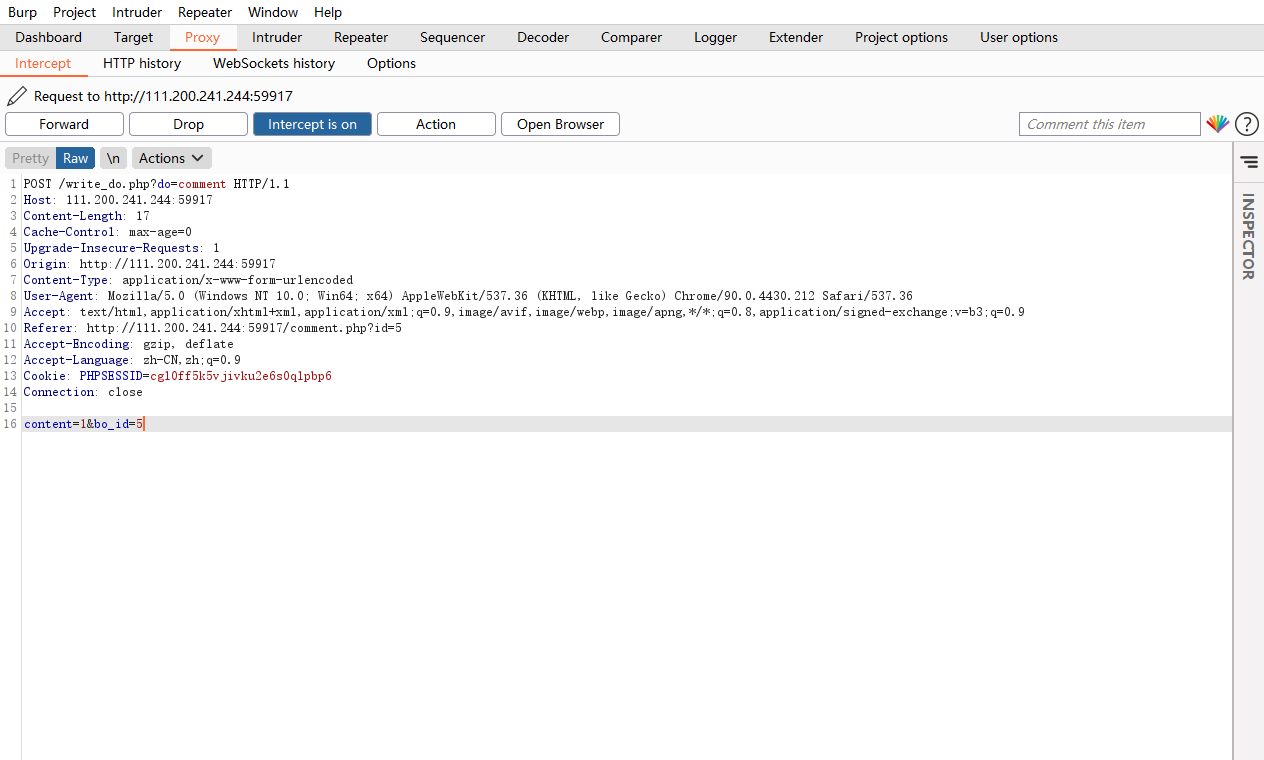 Burp Project Intruder Repeater Window Help
Dashboard Target Proxy Intruder Repeater Sequencer Decoder Comparer Logger Extender Project options User options
Intercept HTTP history WebSockets history Options
Request to http://111.200.241.244:59917
Forward Drop Intercept is on Action Open Browser Comment this item ?
Pretty Raw \n Actions
INSPECTOR
1 POST /write_do.php?do=comment HTTP/1.1
2 Host: 111.200.241.244:59917
3 Content-Length: 17
4 Cache-Control: max-age=0
5 Upgrade-Insecure-Requests: 1
6 Origin: http://111.200.241.244:59917
7 Content-Type: application/x-www-form-urlencoded
8 User-Agent: Mozilla/5.0 (Windows NT 10.0; Win64; x64) AppleWebKit/537.36 (KHTML, like Gecko) Chrome/90.0.4430.212 Safari/537.36
9 Accept: text/html,application/xhtml+xml,application/xml;q=0.9,image/avif,image/webp,image/apng,*/*;q=0.8,application/signed-exchange;v=b3;q=0.9
10 Referer: http://111.200.241.244:59917/comment.php?id=5
11 Accept-Encoding: gzip, deflate
12 Accept-Language: zh-CN,zh;q=0.9
13 Cookie: PHPSESSID=cgl0ff5k5vjivku2e6s0qlpbp6
14 Connection: close
15
16 content=1&bo_id=5